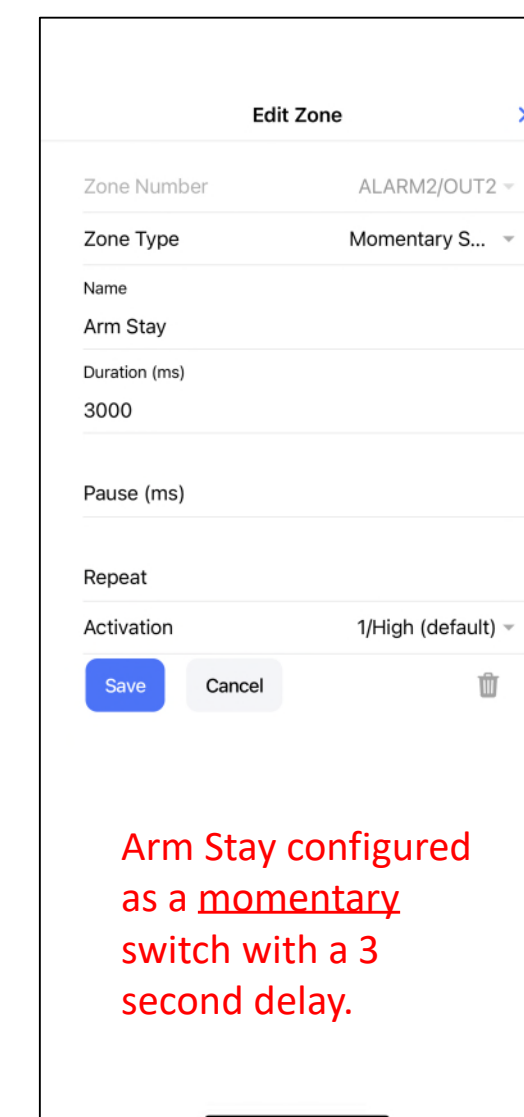 Edit Zone
Zone Number ALARM2/OUT2
Zone Type Momentary S...
Name
Arm Stay
Duration (ms)
3000
Pause (ms)
Repeat
Activation 1/High (default)
Save Cancel
Arm Stay configured
as a momentary
switch with a 3
second delay.